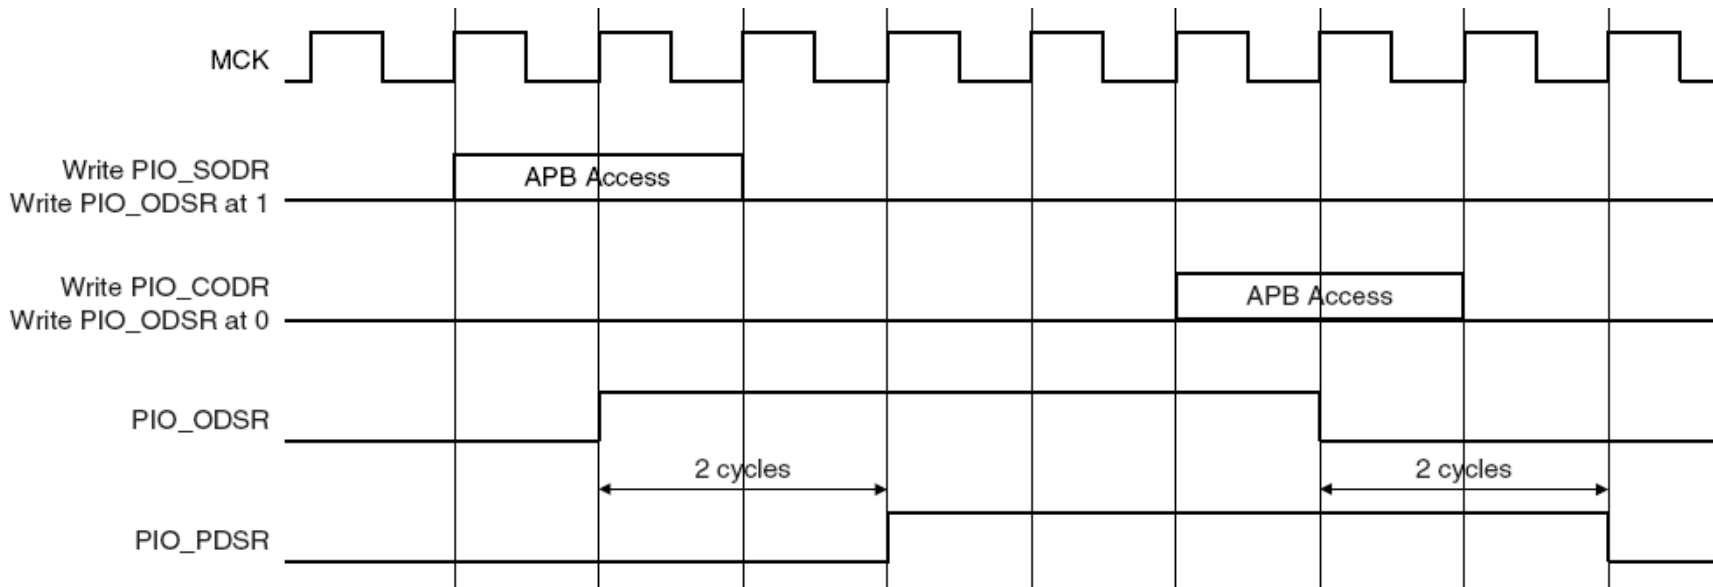 MCK
Write PIO_SODR
Write PIO_ODSR at 1
APB Access
Write PIO_CODR
Write PIO_ODSR at 0
APB Access
PIO_ODSR
2 cycles
2 cycles
PIO_PDSR